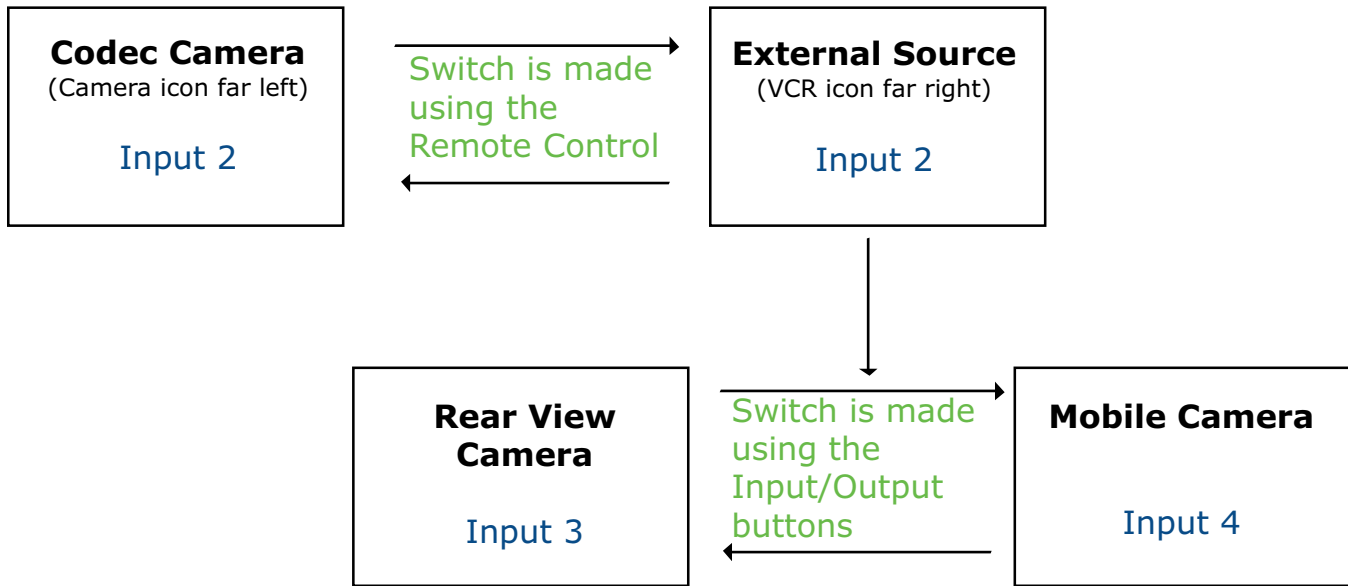 Codec Camera
(Camera icon far left)
Input 2
Switch is made
using the
Remote Control
External Source
(VCR icon far right)
Input 2
Rear View
Camera
Input 3
Switch is made
using the
Input/Output
buttons
Mobile Camera
Input 4